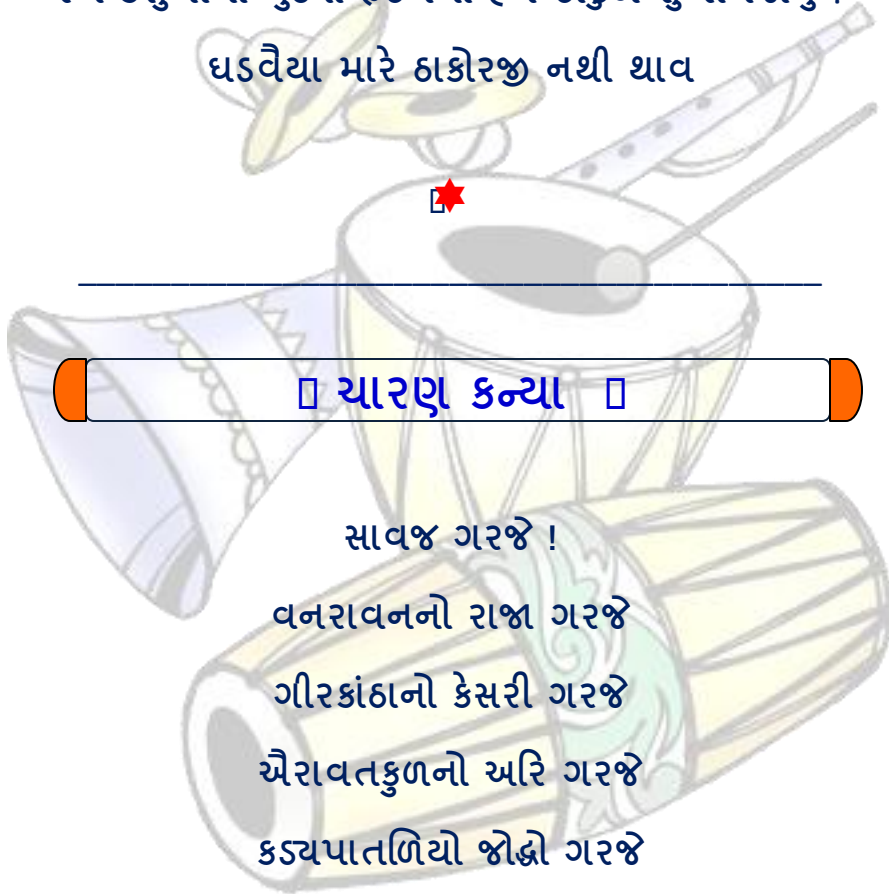 ઘડવૈયા મારે ઠાકોરજી નથી થાવ
ચારણ કન્યા
સાવજ ગરજે !
વનરાવનનો રાજા ગરજે
ગીરકાંઠાનો કેસરી ગરજે
ઐરાવતકુળનો અરિ ગરજે
કડ્યપાતળિયો જોદ્ધો ગરજે